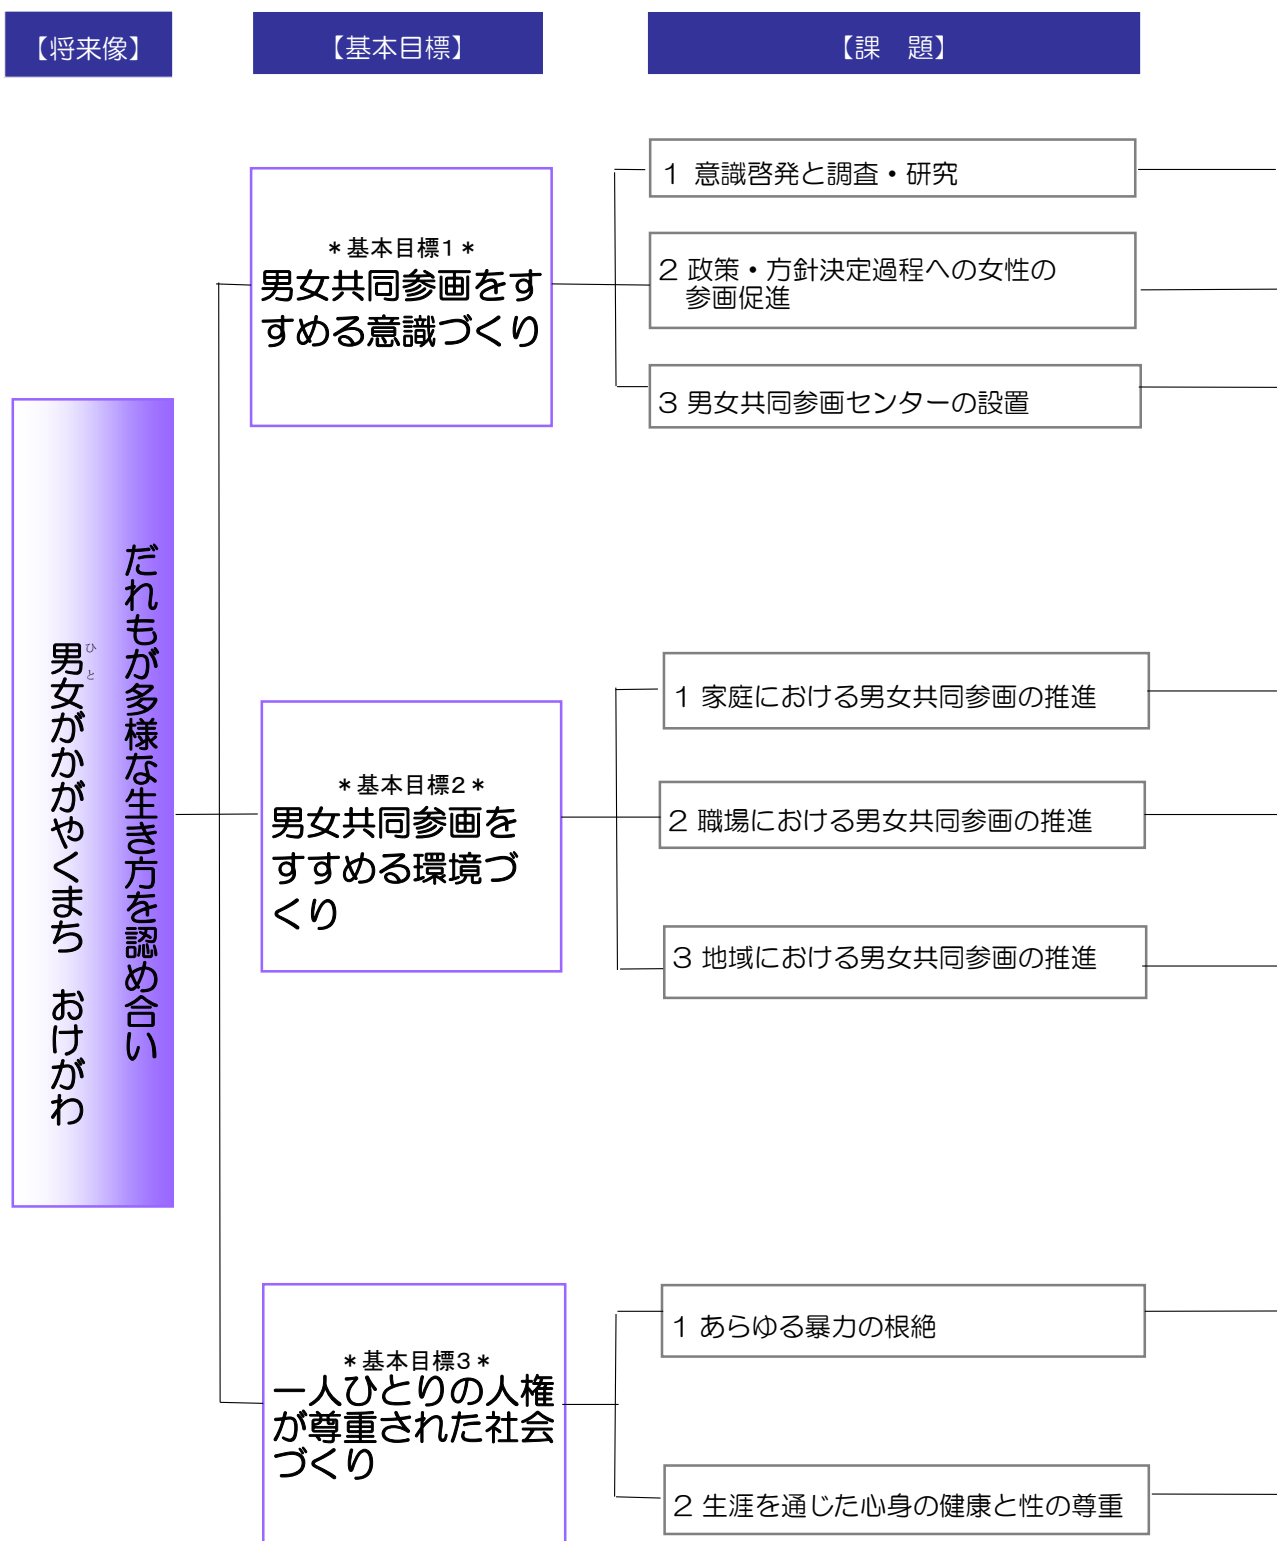 【将来像】
【基本目標】
【課　題】
だれもが多様な生き方を認め合い
男女がかがやくまち　おけがわ
ひと
＊基本目標1＊
男女共同参画をす
すめる意識づくり
1 意識啓発と調査・研究
2 政策・方針決定過程への女性の
参画促進
3 男女共同参画センターの設置
＊基本目標2＊
男女共同参画を
すすめる環境づ
くり
1 家庭における男女共同参画の推進
2 職場における男女共同参画の推進
3 地域における男女共同参画の推進
＊基本目標3＊
一人ひとりの人権
が尊重された社会
づくり
1 あらゆる暴力の根絶
2 生涯を通じた心身の健康と性の尊重